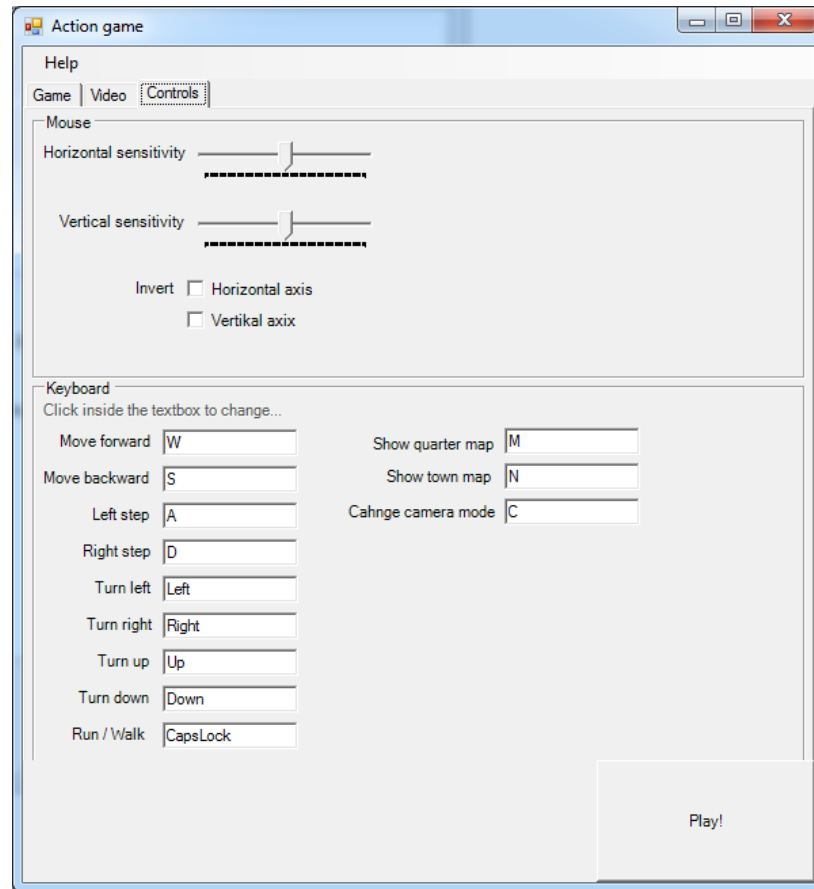 Action game
Help
Game Video Controls
Mouse
Horizontal sensitivity
Vertical sensitivity
Invert Horizontal axis
Vertikal axix
Keyboard
Click inside the textbox to change...
Move forward W Show quarter map M
Move backward S Show town map N
Left step A Cahnge camera mode C
Right step D
Turn left Left
Turn right Right
Turn up Up
Turn down Down
Run / Walk CapsLock
Play!